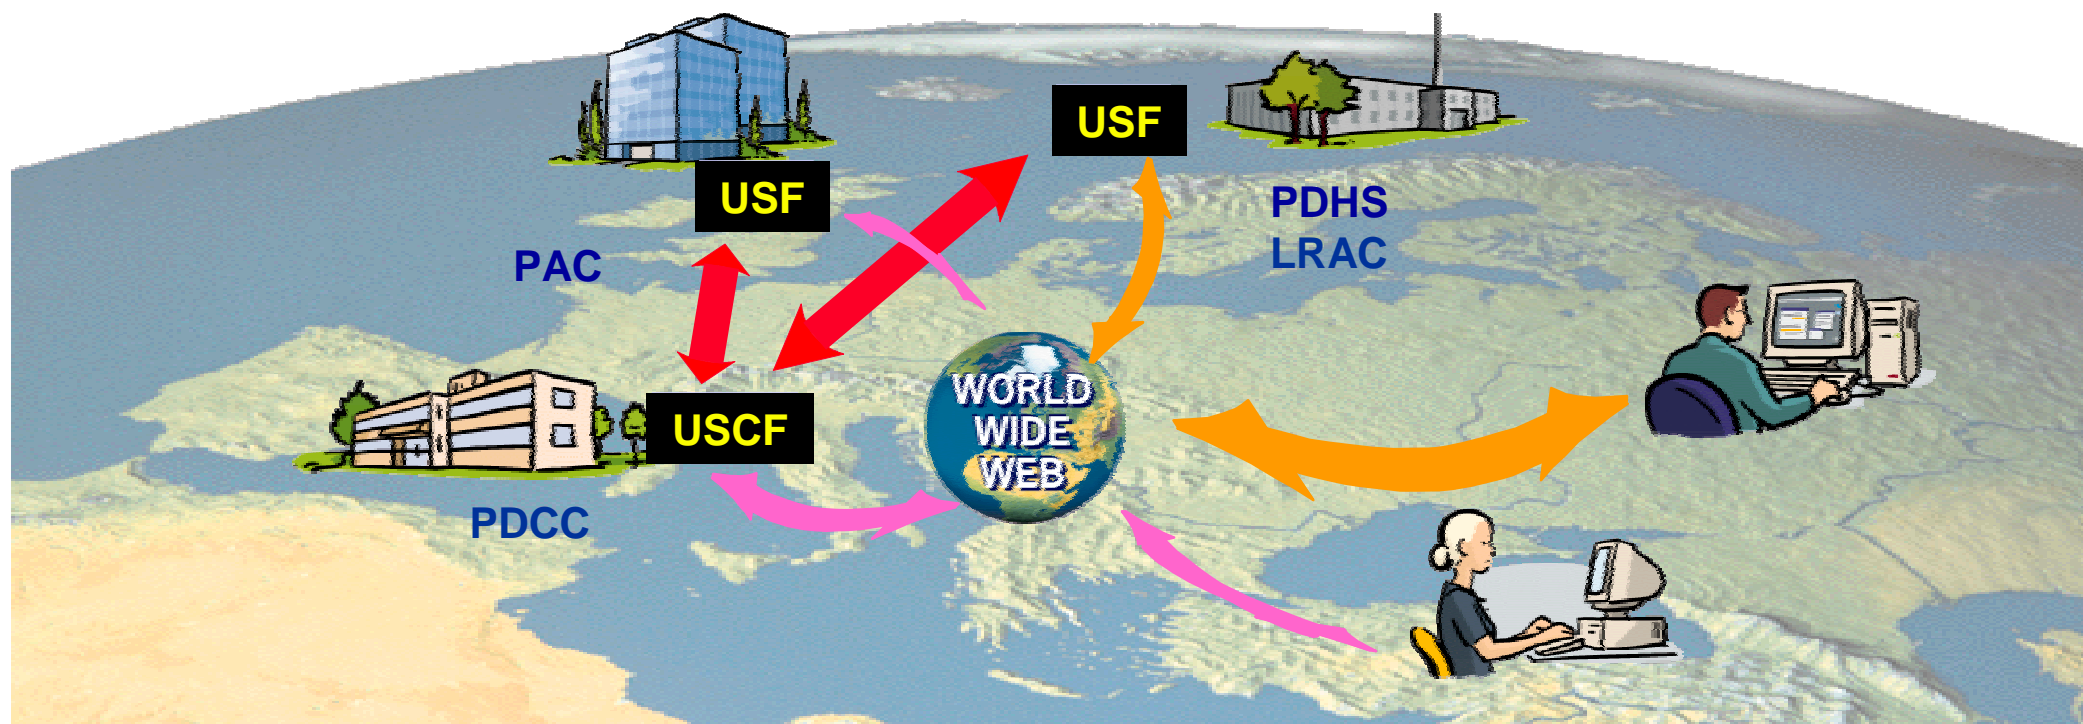 USF
USF
PDHS
LRAC
PAC
WORLD
WIDE
WEB
USCF
PDCC